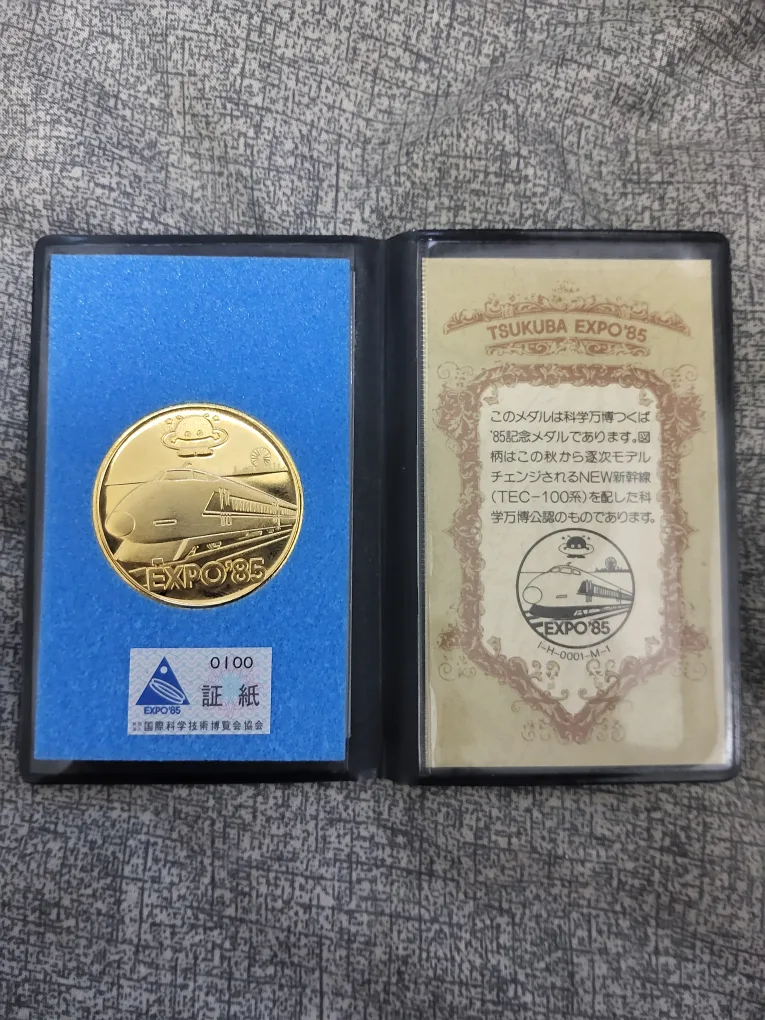 EXPO'85
0100
証紙
EXPO'85
国際科学技術博覧会協会
TSUKUBA EXPO'85
このメダルは科学万博つくば
'85記念メダルであります。図
柄はこの秋から逐次モデル
チェンジされるNEW新幹線
(TEC-100系)を配した科
学万博公認のものであります。
EXPO'85
I-H-0001-M-I